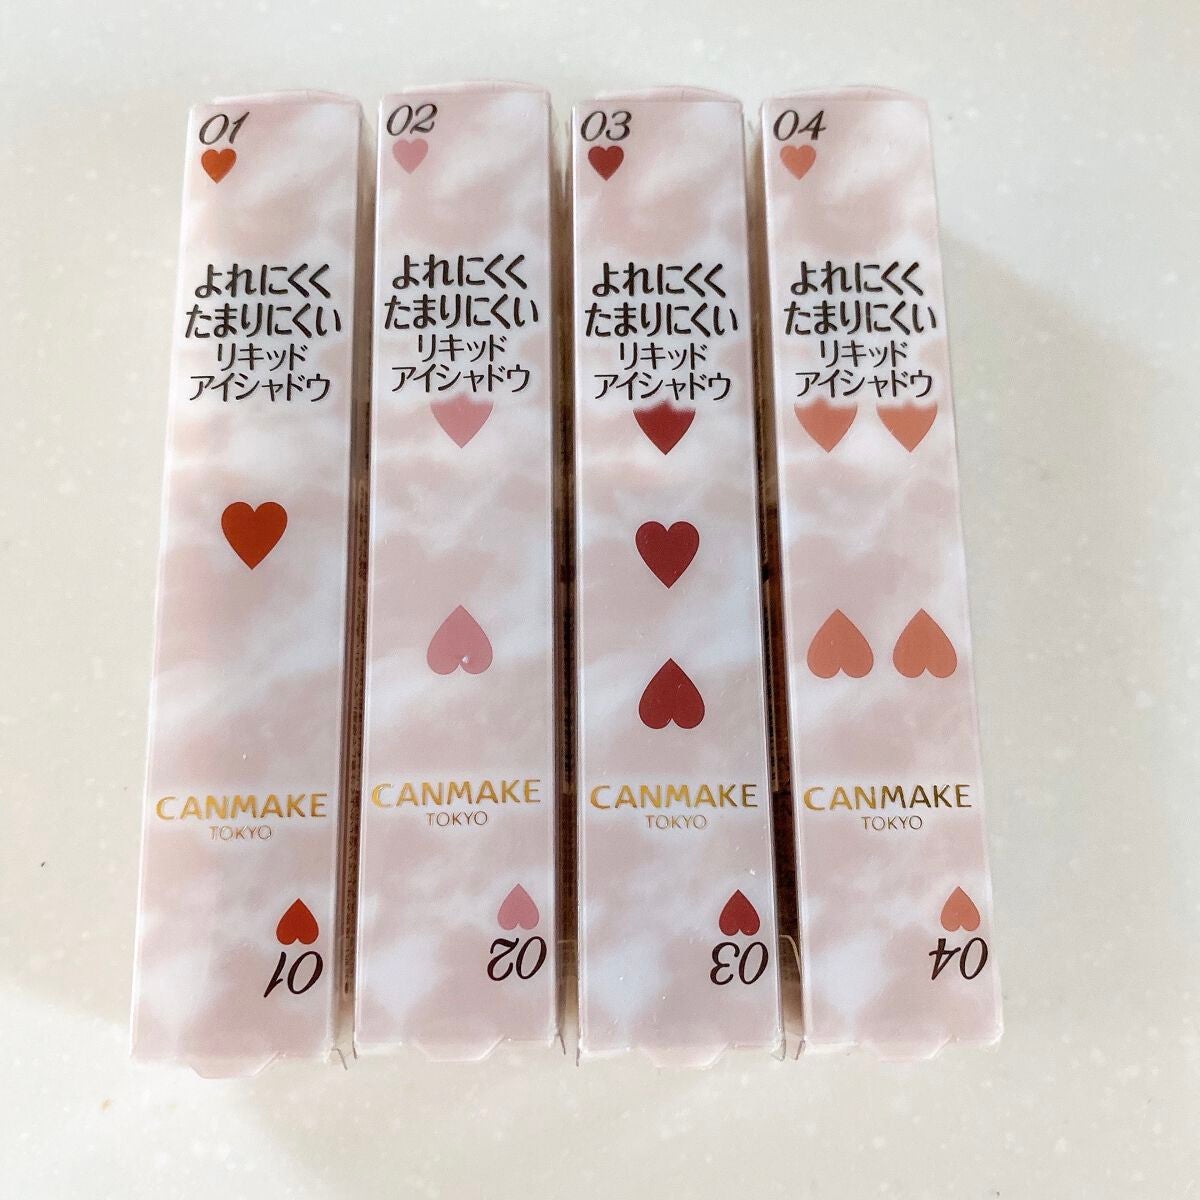 01
よれにくく
たまりにくい
リキッド
アイシャドウ
CANMAKE
TOKYO
01
02
よれにくく
たまりにくい
リキッド
アイシャドウ
CANMAKE
TOKYO
02
03
よれにくく
たまりにくい
リキッド
アイシャドウ
CANMAKE
TOKYO
03
04
よれにくく
たまりにくい
リキッド
アイシャドウ
CANMAKE
TOKYO
04